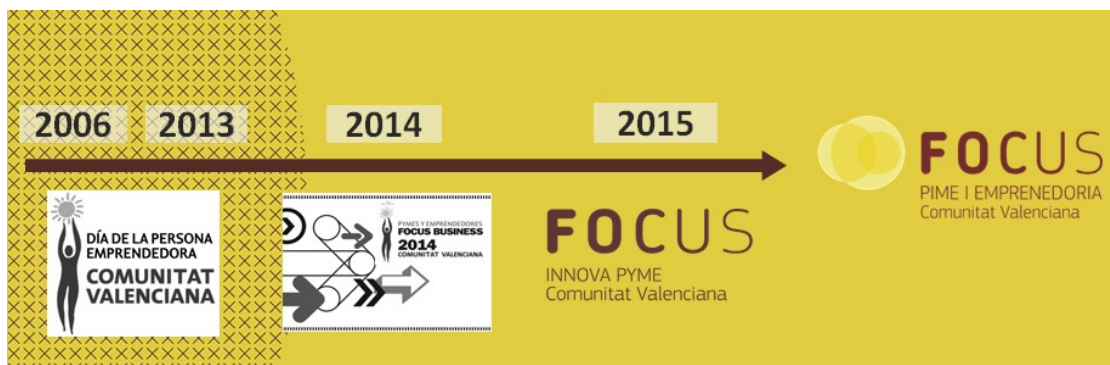 2006
2013
2014
2015
DÍA DE LA PERSONA
EMPRENDEDORA
COMUNITAT
VALENCIANA
PYMES Y EMPRENDEDORES
FOCUS BUSINESS
2014
COMUNITAT VALENCIANA
FOCUS
INNOVA PYME
Comunitat Valenciana
FOCUS
PIME I EMPRENEDORIA
Comunitat Valenciana